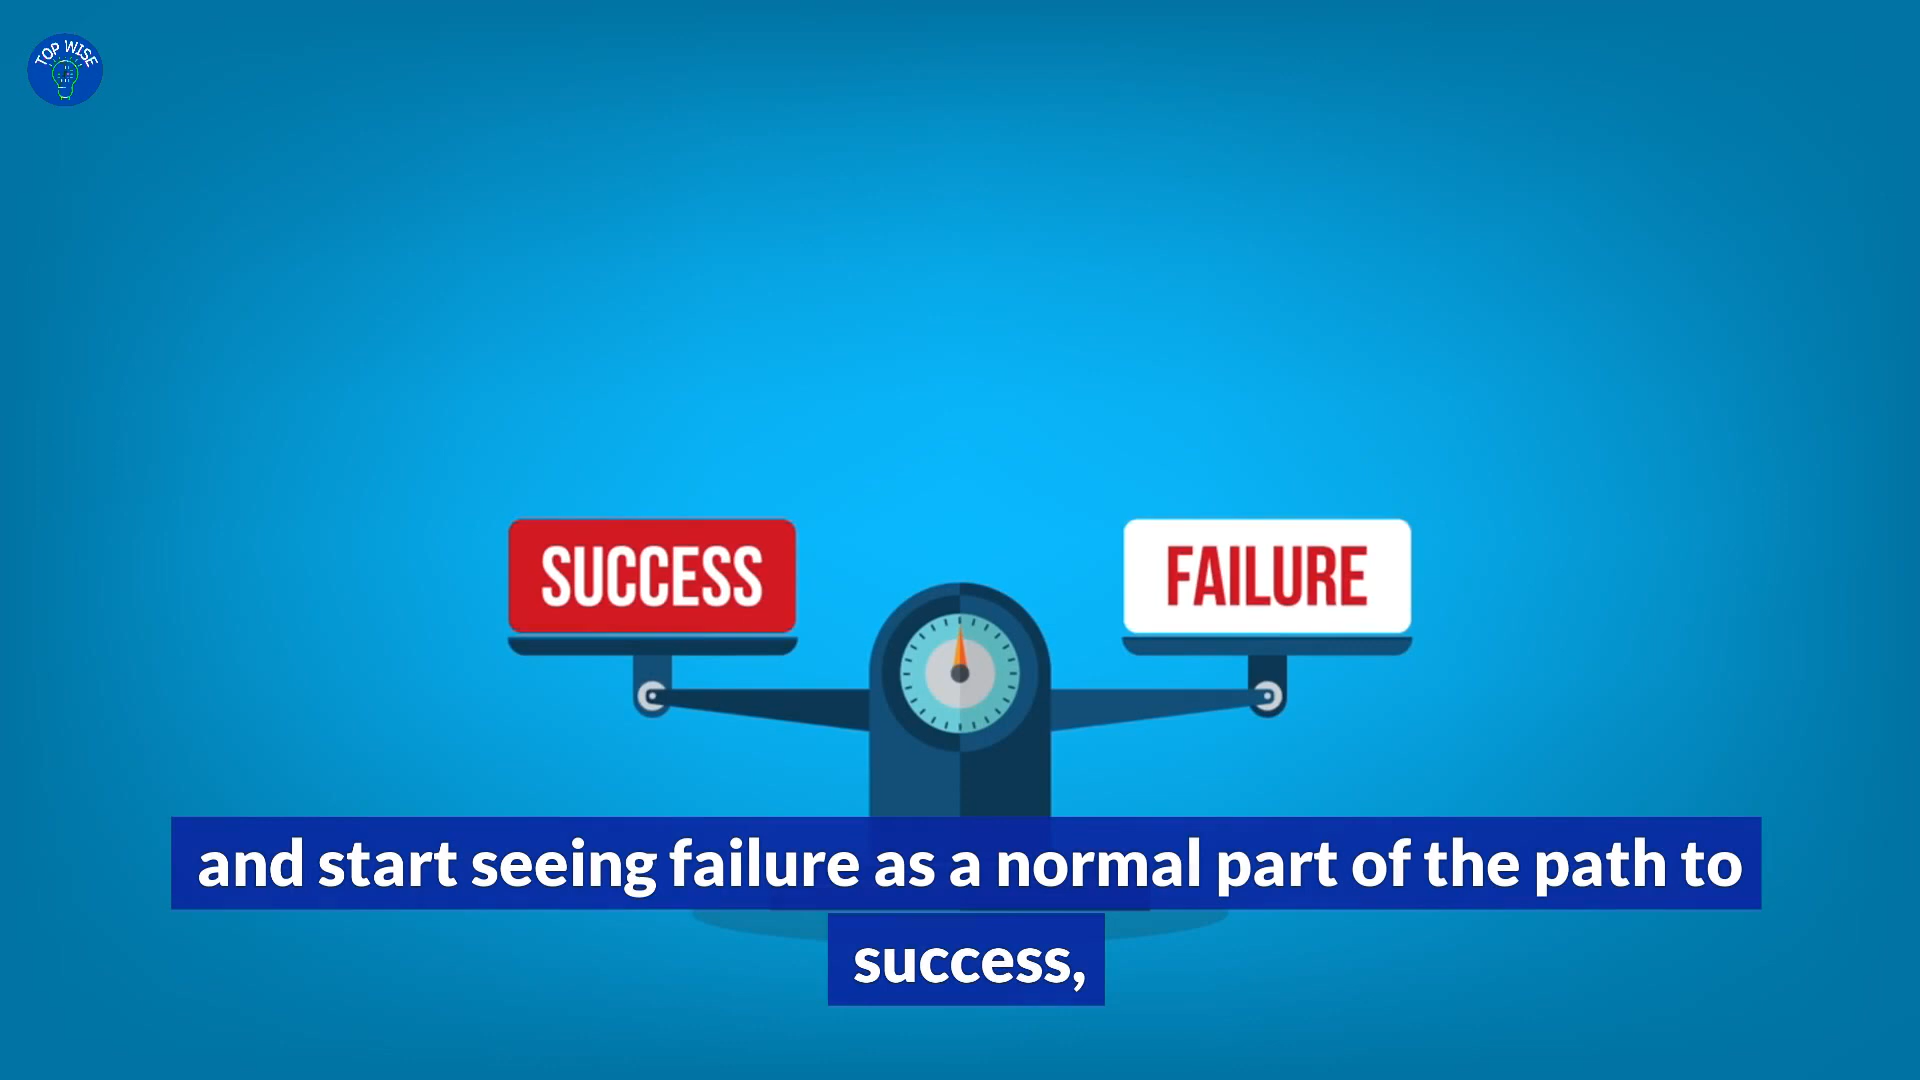 TOP WISE
SUCCESS
FAILURE
and start seeing failure as a normal part of the path to
success,